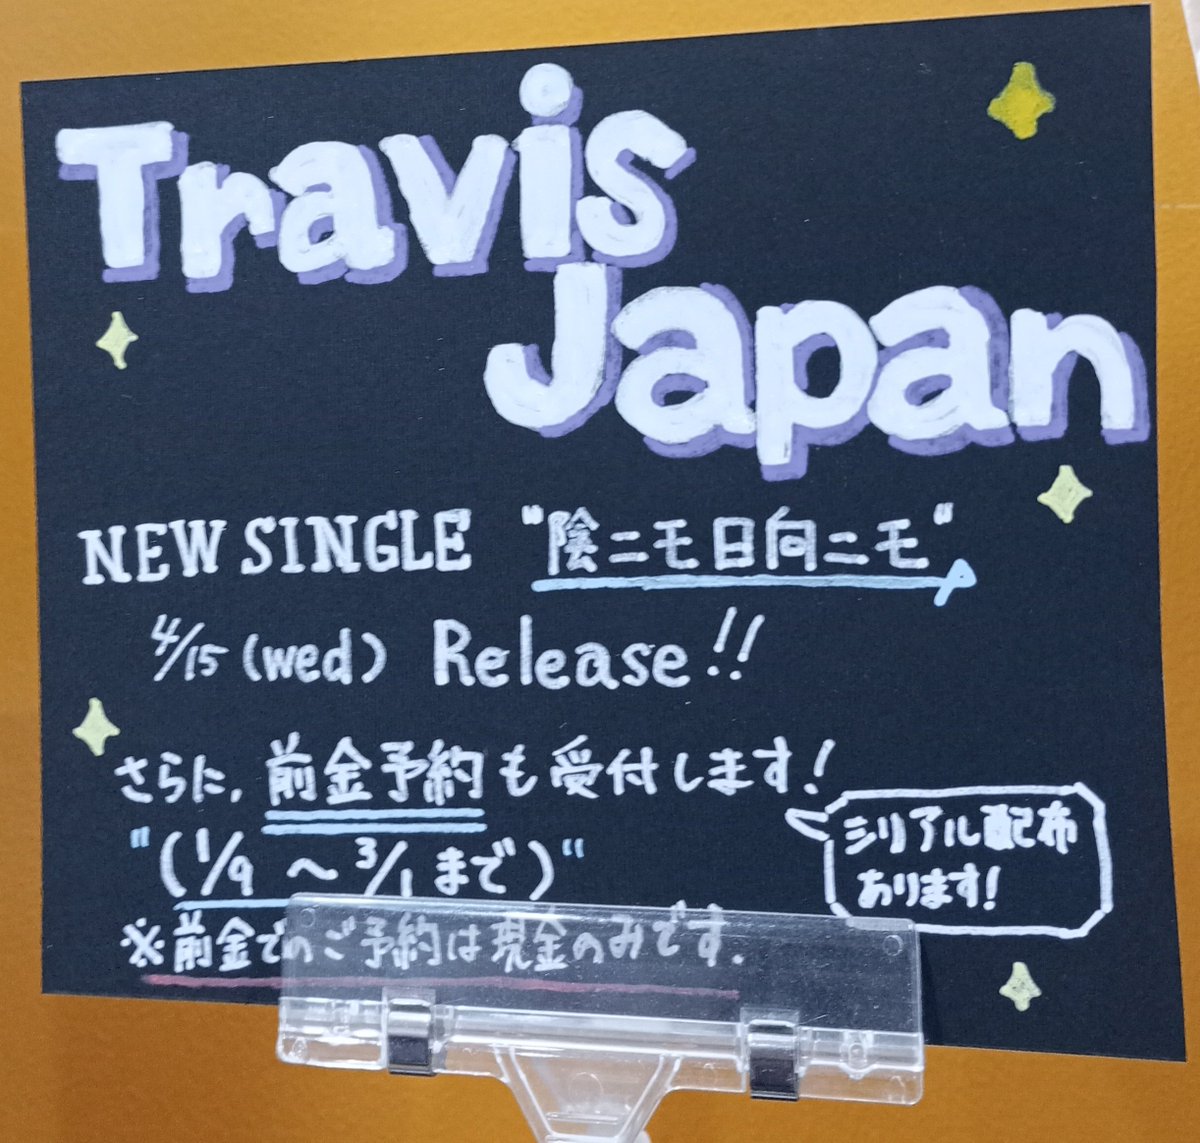 Travis
Japan
NEW SINGLE "陰ニモ日向ニモ"
4/15(wed) Release!!
さらに、前金予約も受付します!
"(1/9 〜 3/1まで)"
シリアル配布
あります!
※前金でのご予約は現金のみです.